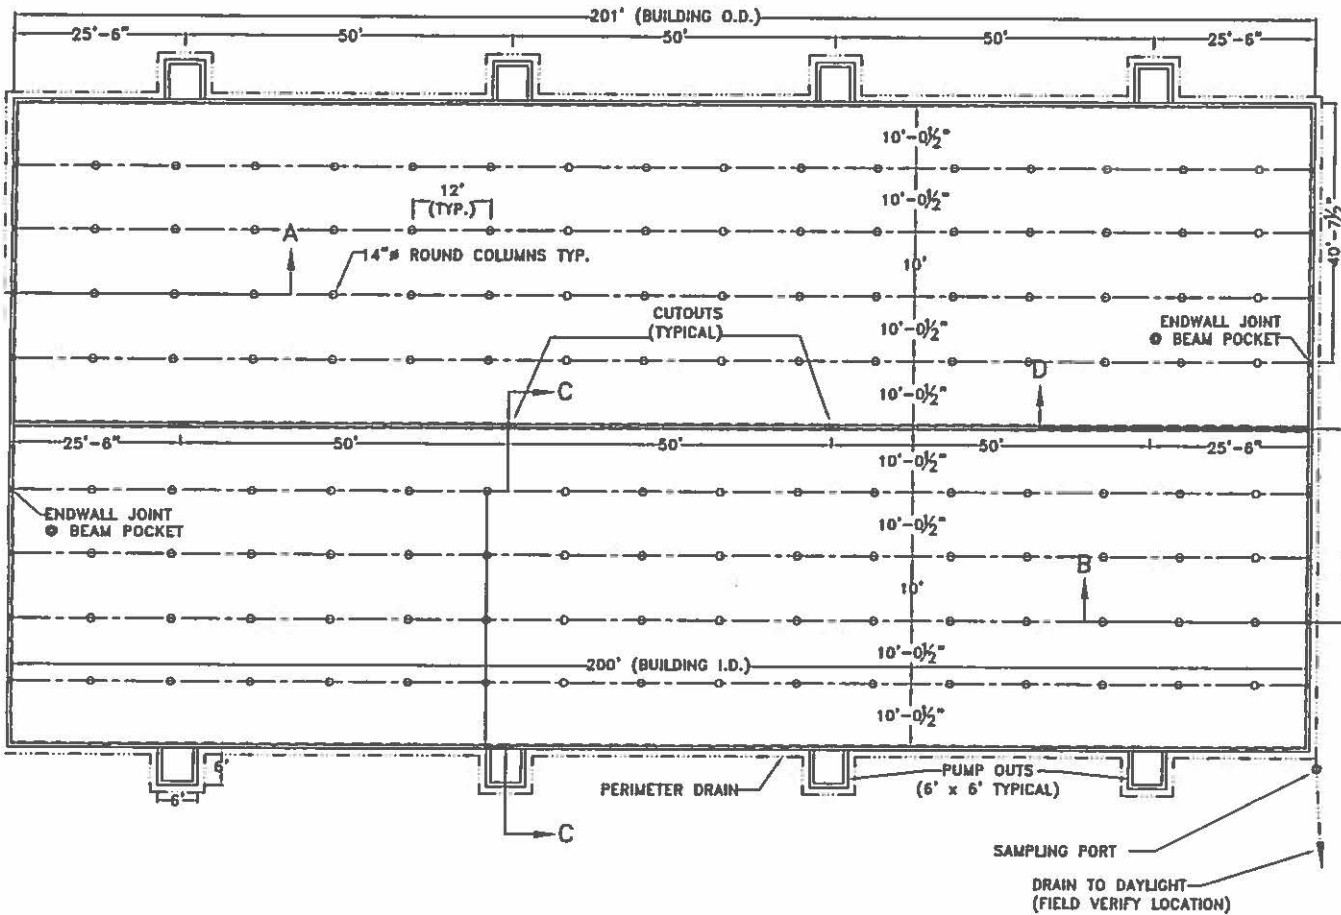 201' (BUILDING O.D.)
25'-6" 50' 50' 50' 25'-6"
10'-0½"
10'-0½"
12'
(TYP.)
A
40'-7½"
14"ø ROUND COLUMNS TYP.
10'
CUTOUTS
(TYPICAL)
10'-0½"
ENDWALL JOINT
@ BEAM POCKET
D
C
10'-0½"
25'-6" 50' 50' 50' 25'-6"
10'-0½"
ENDWALL JOINT
@ BEAM POCKET
10'-0½"
B
10'
10'-0½"
200' (BUILDING I.D.)
10'-0½"
6'
6'
PERIMETER DRAIN
PUMP OUTS
(6' x 6' TYPICAL)
C
SAMPLING PORT
DRAIN TO DAYLIGHT
(FIELD VERIFY LOCATION)